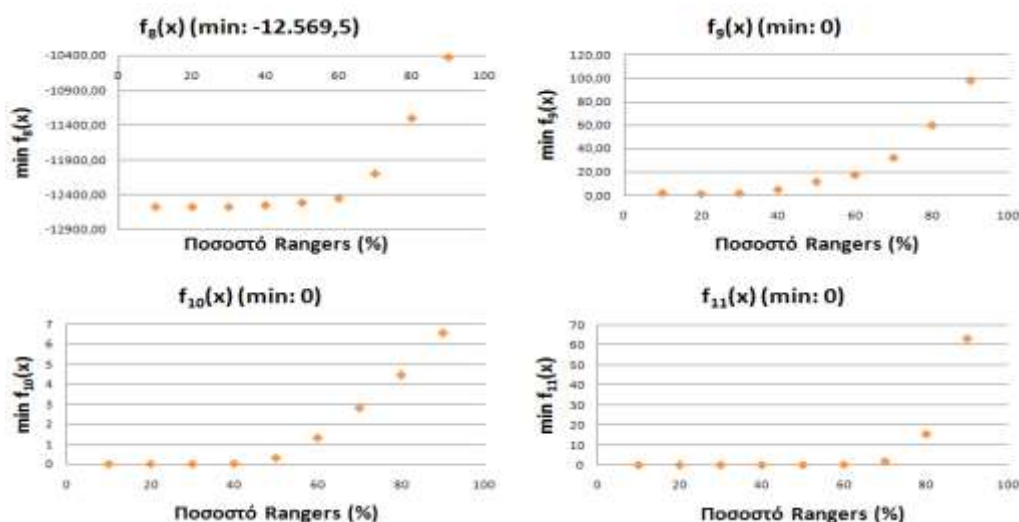 f₈(x) (min: -12.569,5)
-10400,00
0 20 40 60 80 100
-10900,00
-11400,00
-11900,00
-12400,00
-12900,00
min f₈(x)
Ποσοστό Rangers (%)
f₉(x) (min: 0)
120,00
100,00
80,00
60,00
40,00
20,00
0,00
0 20 40 60 80 100
min f₉(x)
Ποσοστό Rangers (%)
f₁₀(x) (min: 0)
7
6
5
4
3
2
1
0
0 20 40 60 80 100
min f₁₀(x)
Ποσοστό Rangers (%)
f₁₁(x) (min: 0)
70
60
50
40
30
20
10
0
0 20 40 60 80 100
min f₁₁(x)
Ποσοστό Rangers (%)